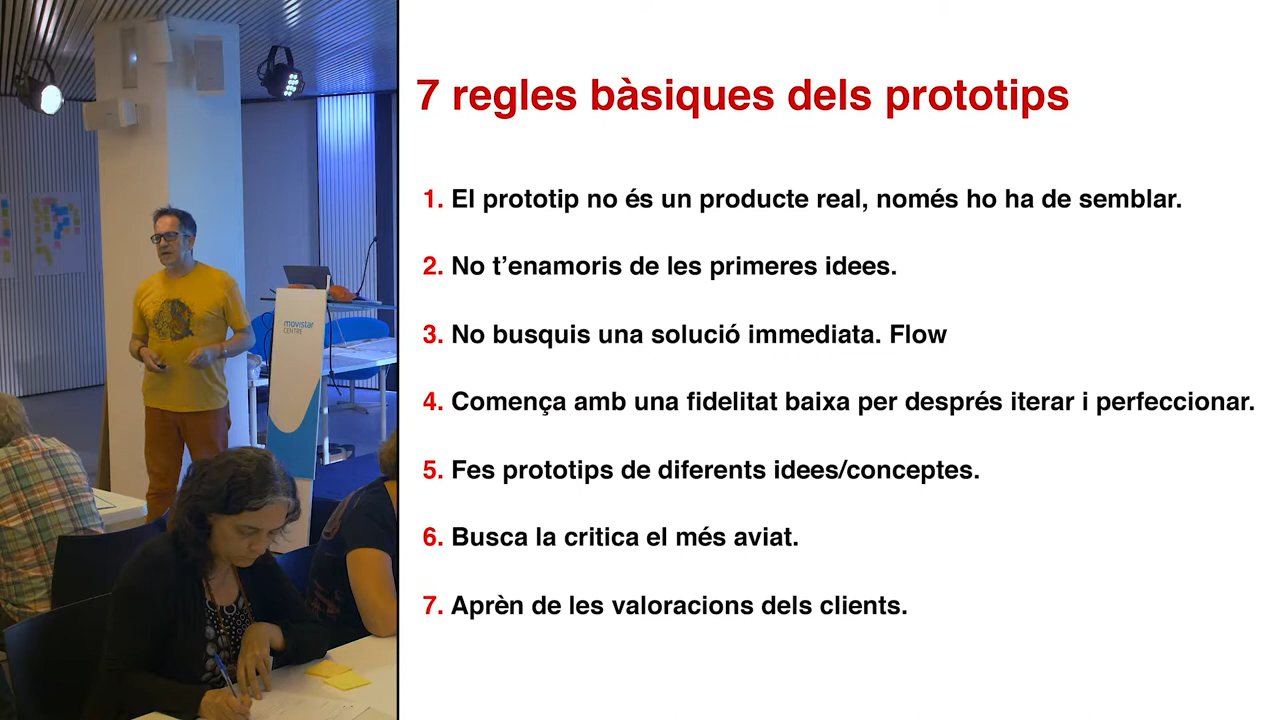 7 regles bàsiques dels prototips
1. El prototip no és un producte real, només ho ha de semblar.
2. No t’enamoris de les primeres idees.
3. No busquis una solució immediata. Flow
4. Comença amb una fidelitat baixa per després iterar i perfeccionar.
5. Fes prototips de diferents idees/conceptes.
6. Busca la critica el més aviat.
7. Aprèn de les valoracions dels clients.
movistar
CENTRE